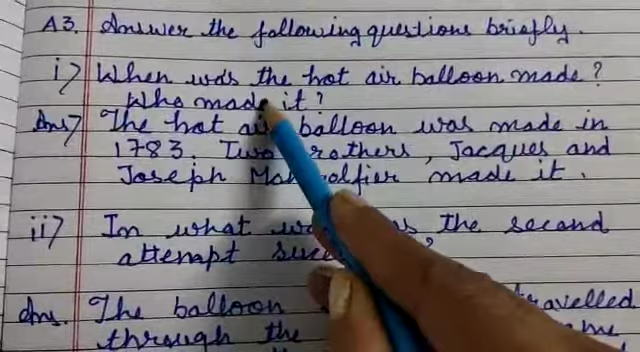 A3. Answer the following questions briefly.
i) When was the hot air balloon made?
Who made it?
Ans) The hot air balloon was made in
1783. Two brothers, Jacques and
Joseph made it.
ii) In what the second
attempt ?
Ans. The balloon travelled
through the